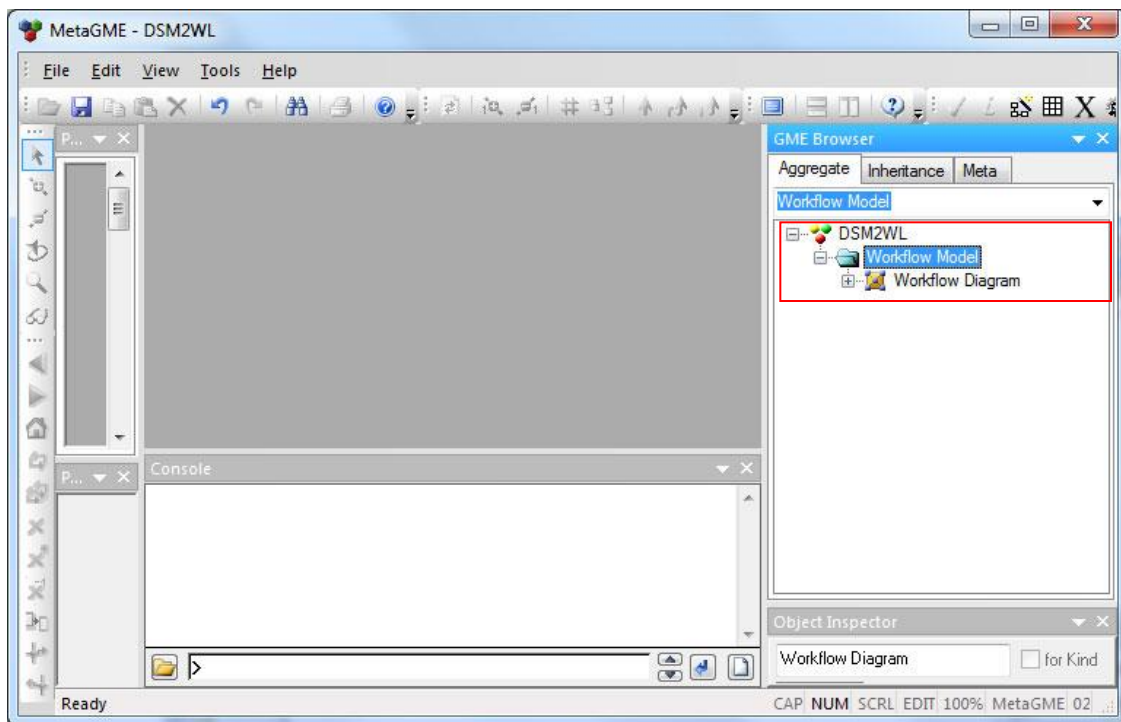 MetaGME - DSM2WL
File Edit View Tools Help
P...
GME Browser
Aggregate Inheritance Meta
Workflow Model
DSM2WL
Workflow Model
Workflow Diagram
P...
Console
>
Object Inspector
Workflow Diagram
for Kind
Ready
CAP NUM SCRL EDIT 100% MetaGME 02